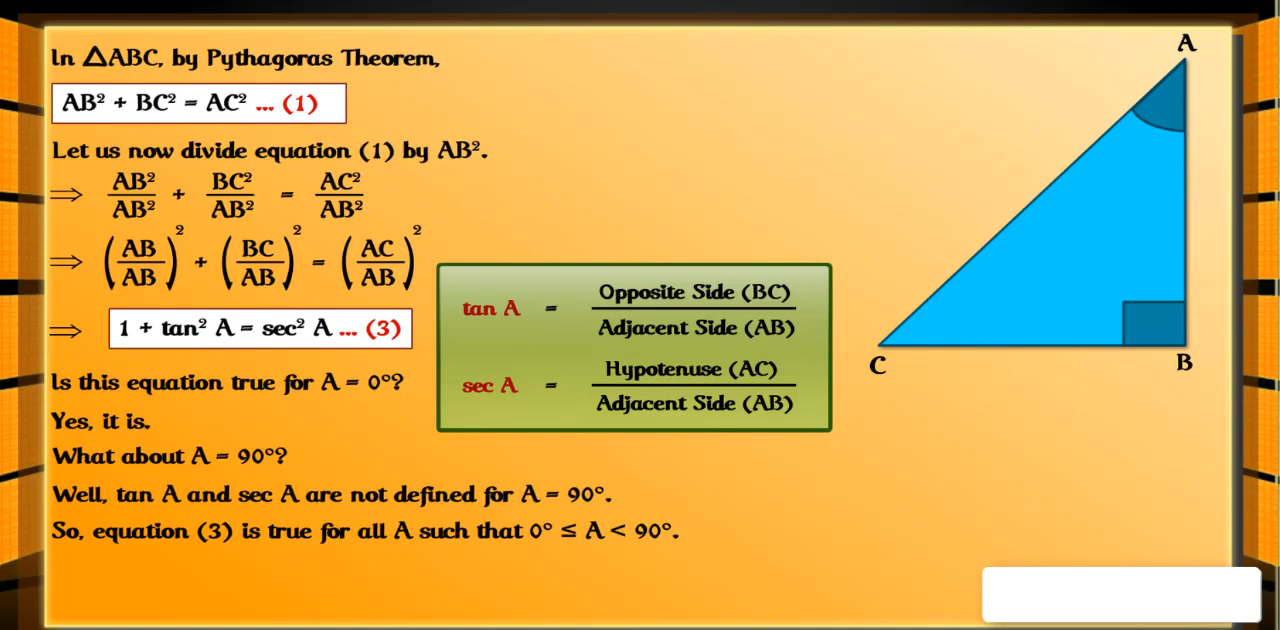 In △ABC, by Pythagoras Theorem,
AB² + BC² = AC² ... (1)
Let us now divide equation (1) by AB².
⟹ AB²/AB² + BC²/AB² = AC²/AB²
⟹ (AB/AB)² + (BC/AB)² = (AC/AB)²
⟹ 1 + tan² A = sec² A ... (3)
Is this equation true for A = 0°?
Yes, it is.
What about A = 90°?
Well, tan A and sec A are not defined for A = 90°.
So, equation (3) is true for all A such that 0° ≤ A < 90°.
tan A = Opposite Side (BC)/Adjacent Side (AB)
sec A = Hypotenuse (AC)/Adjacent Side (AB)
A
C
B